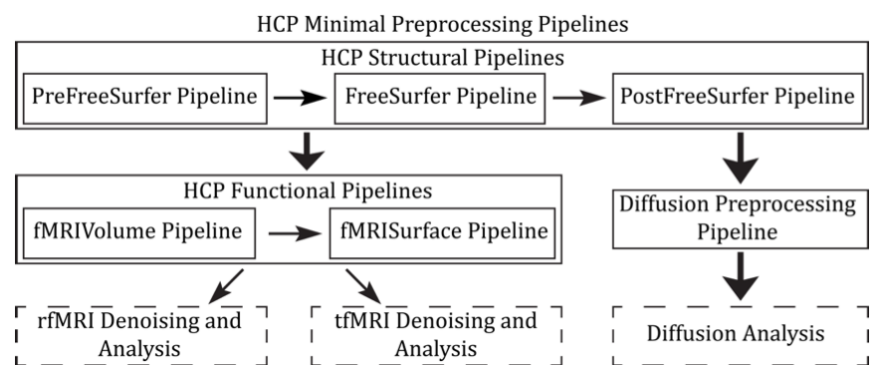 HCP Minimal Preprocessing Pipelines
HCP Structural Pipelines
PreFreeSurfer Pipeline
FreeSurfer Pipeline
PostFreeSurfer Pipeline
HCP Functional Pipelines
fMRIVolume Pipeline
fMRISurface Pipeline
Diffusion Preprocessing
Pipeline
rfMRI Denoising and
Analysis
tfMRI Denoising and
Analysis
Diffusion Analysis